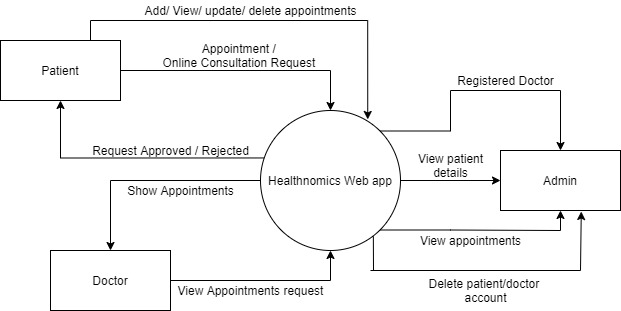 Add/ View/ update/ delete appointments
Appointment /
Online Consultation Request
Patient
Registered Doctor
Request Approved / Rejected
View patient
details
Healthnomics Web app
Admin
Show Appointments
View appointments
Doctor
View Appointments request
Delete patient/doctor
account